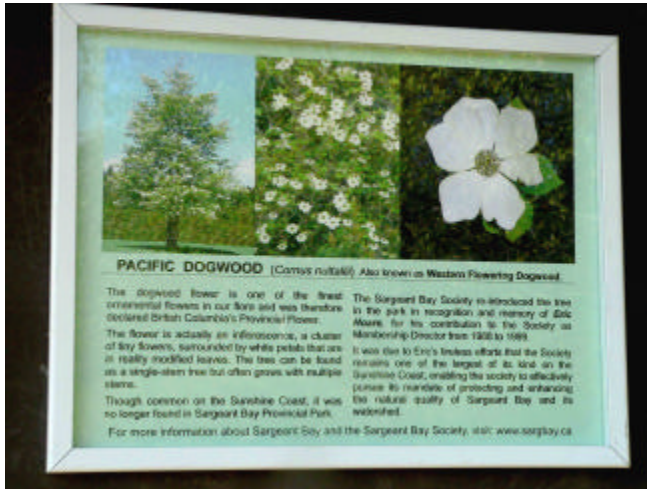 PACIFIC DOGWOOD (Cornus nuttallii) Also known as Western Flowering Dogwood
The dogwood flower is one of the finest
ornamental flowers in our flora and was therefore
declared British Columbia's Provincial Flower.
The flower is actually an inflorescence, a cluster
of tiny flowers, surrounded by white petals that are
in reality modified leaves. The tree can be found
as a single-stem tree but often grows with multiple
stems.
Though common on the Sunshine Coast, it was
no longer found in Sargeant Bay Provincial Park.
The Sargeant Bay Society re-introduced the tree
in the park in recognition and memory of Eric
for his contribution to the Society as
Membership Director from to
It was due to Eric's tireless efforts that the Society
remains one of the largest of its kind on the
Sunshine Coast, enabling the society to effectively
pursue its mandate of protecting and enhancing
the natural quality of Sargeant Bay and its
watershed.
For more information about Sargeant Bay and the Sargeant Bay Society, visit: www.sargbay.ca